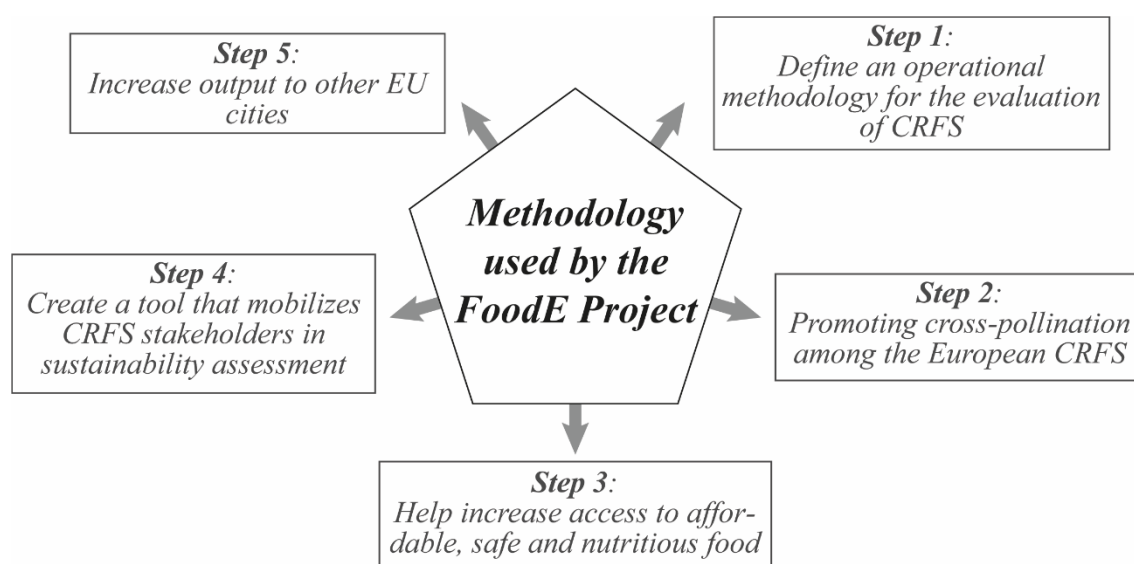 Methodology
used by the
FoodE Project
Step 1:
Define an operational
methodology for the evaluation
of CRFS
Step 2:
Promoting cross-pollination
among the European CRFS
Step 3:
Help increase access to affor-
dable, safe and nutritious food
Step 4:
Create a tool that mobilizes
CRFS stakeholders in
sustainability assessment
Step 5:
Increase output to other EU
cities